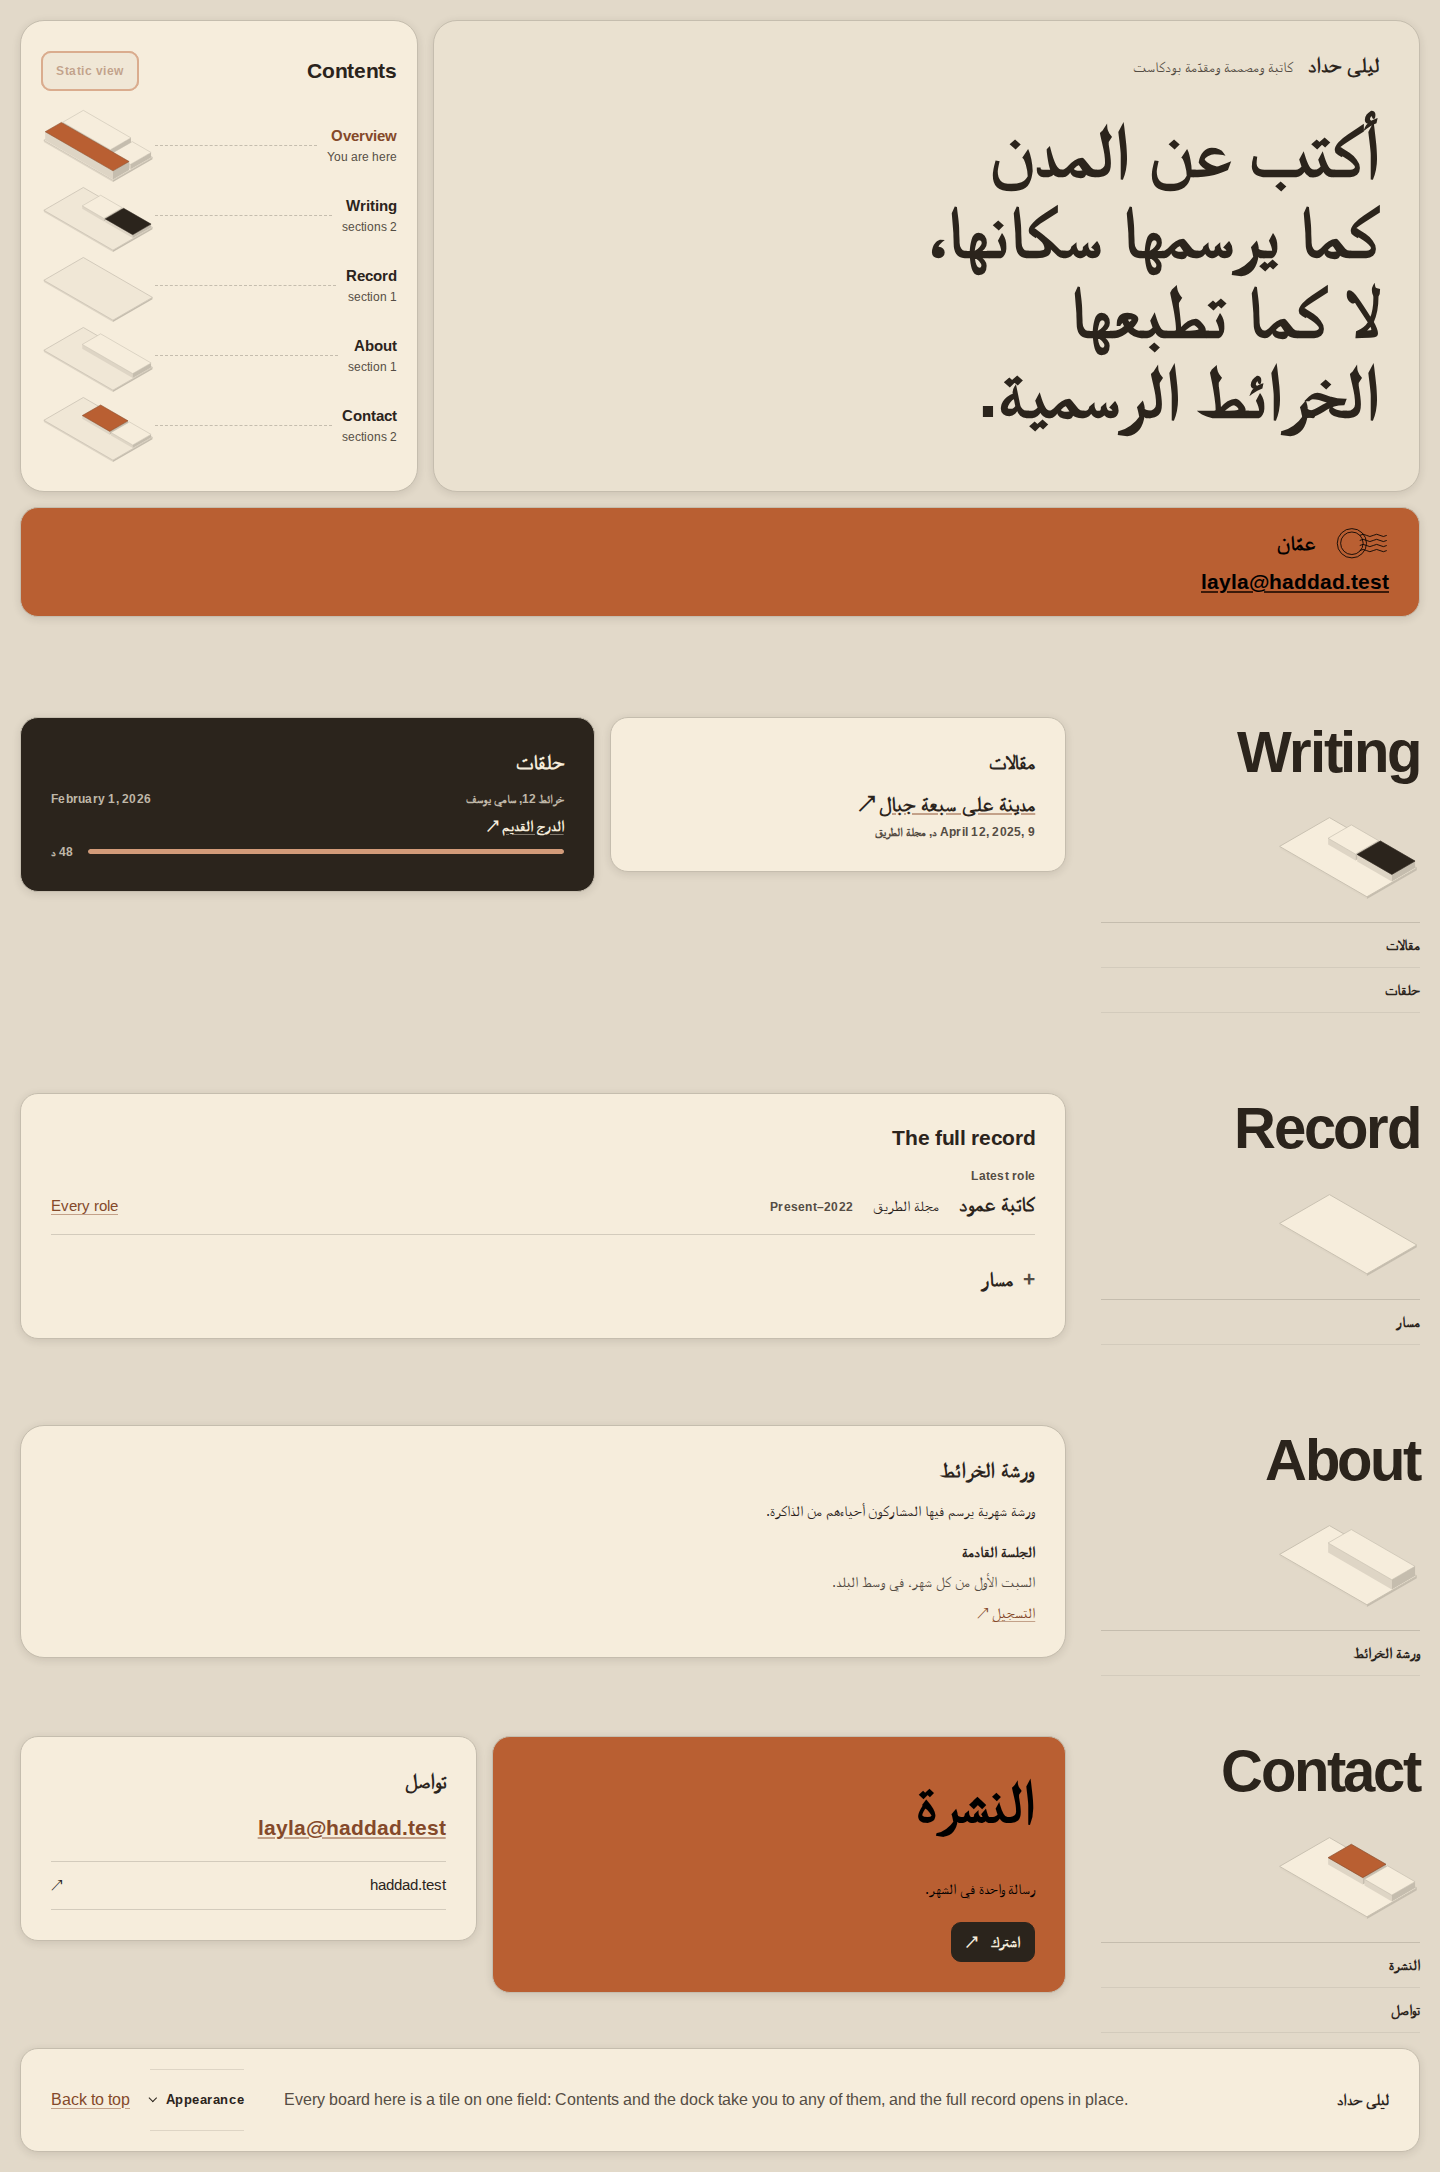 ليلى حداد
كاتبة ومصممة ومقدّمة بودكاست
أكتب عن المدن
كما يرسمها سكانها،
لا كما تطبعها
الخرائط الرسمية.
Contents
Static view
Overview
You are here
Writing
sections 2
Record
section 1
About
section 1
Contact
sections 2
عمّان
layla@haddad.test
Writing
مقالات
حلقات
مقالات
مدينة على سبعة جبال ↗
April 12, 2025, 9 د, مجلة الطريق
حلقات
خرائط 12, سامي يوسف
February 1, 2026
الدرج القديم ↗
48 د
Record
مسار
The full record
Latest role
كاتبة عمود
مجلة الطريق
Present–2022
Every role
+ مسار
About
ورشة الخرائط
ورشة الخرائط
ورشة شهرية يرسم فيها المشاركون أحياءهم من الذاكرة.
الجلسة القادمة
السبت الأول من كل شهر، في وسط البلد.
التسجيل ↗
Contact
النشرة
تواصل
النشرة
رسالة واحدة في الشهر.
اشترك ↗
تواصل
layla@haddad.test
haddad.test ↗
ليلى حداد
Every board here is a tile on one field: Contents and the dock take you to any of them, and the full record opens in place.
Appearance
Back to top